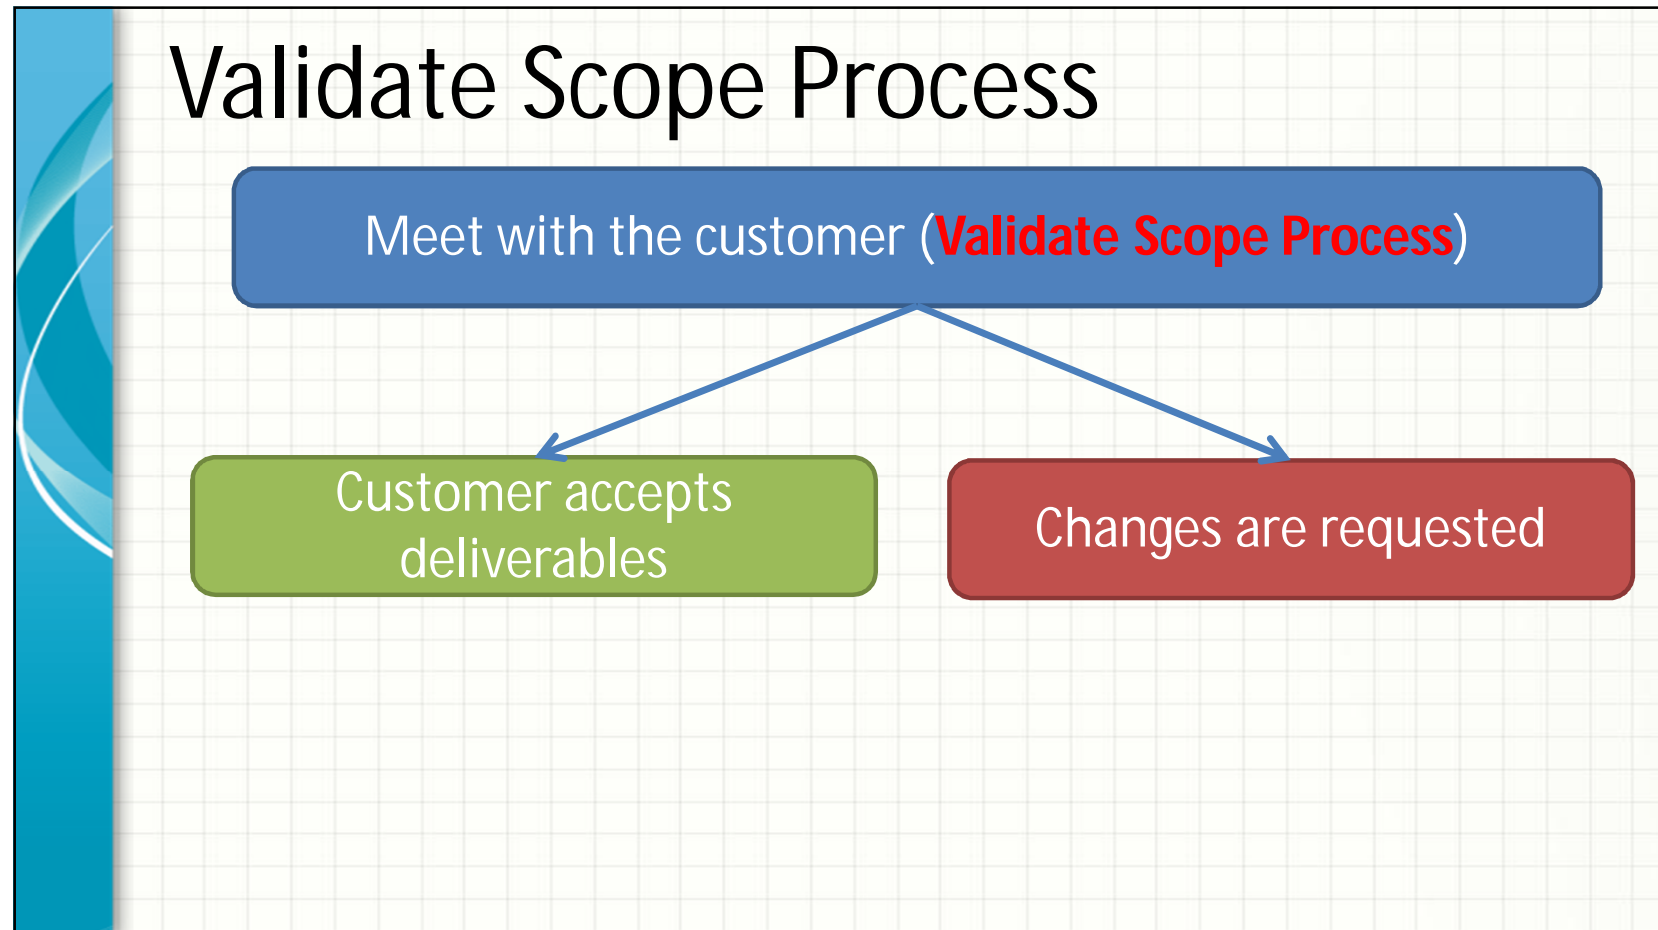 Validate Scope Process
Meet with the customer (Validate Scope Process)
Customer accepts
deliverables
Changes are requested